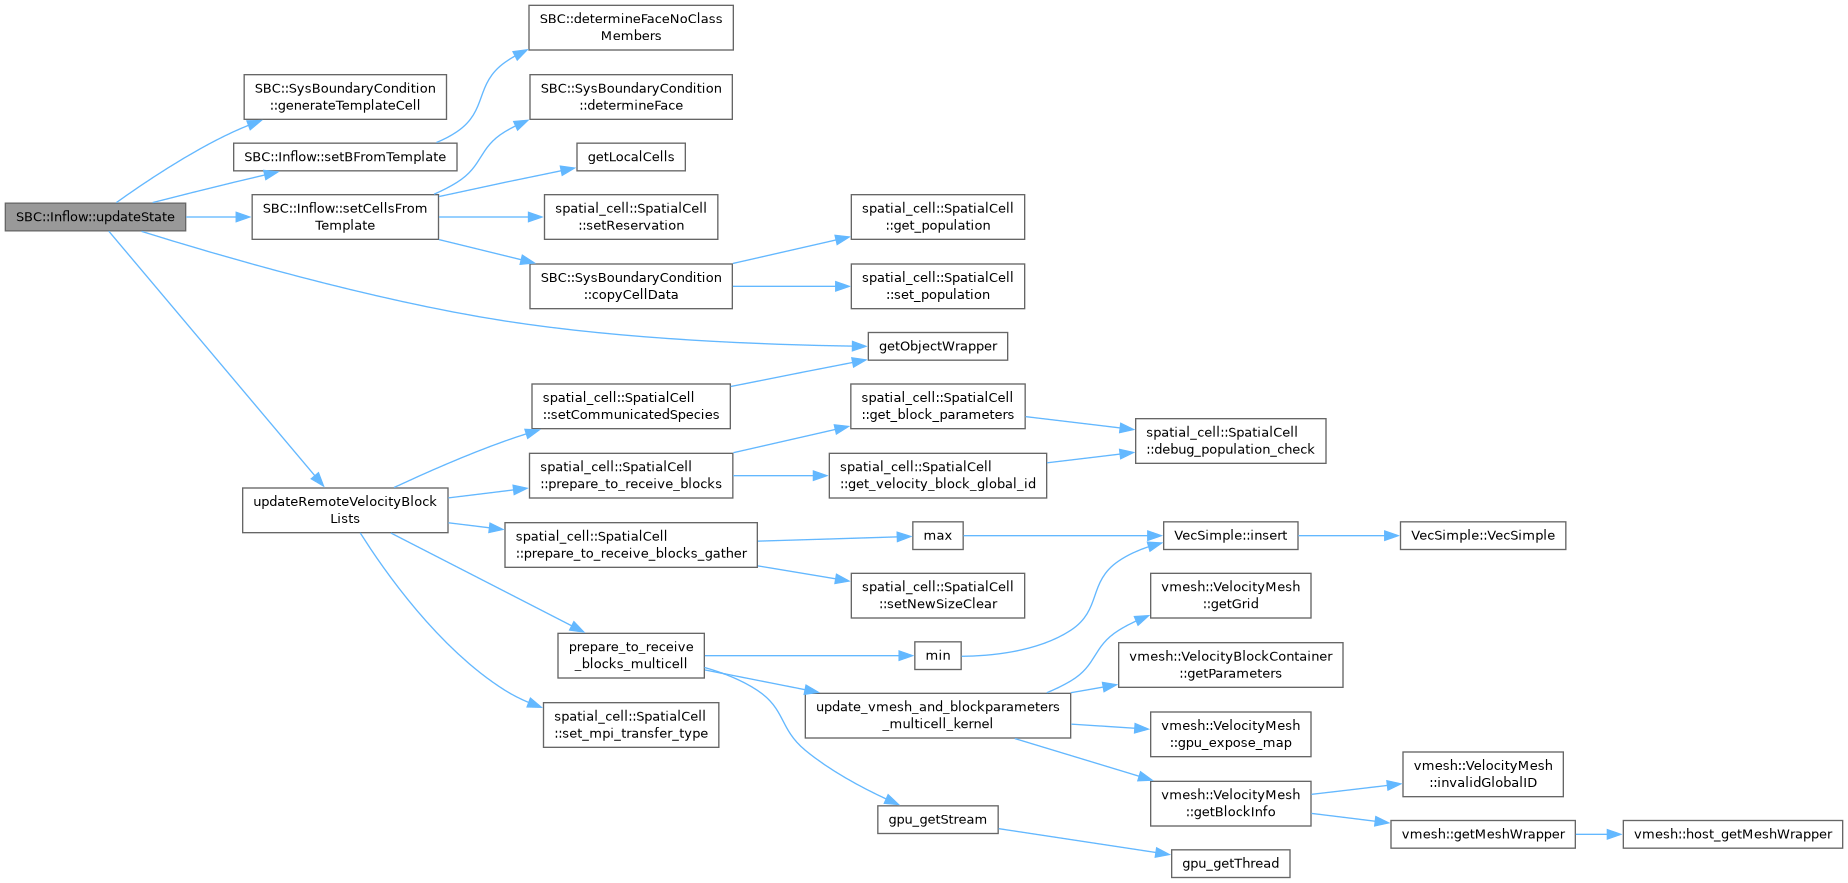 SBC::determineFaceNoClass
Members
SBC::SysBoundaryCondition
::generateTemplateCell
SBC::SysBoundaryCondition
::determineFace
SBC::Inflow::setBFromTemplate
getLocalCells
SBC::Inflow::updateState
SBC::Inflow::setCellsFrom
Template
spatial_cell::SpatialCell
::setReservation
spatial_cell::SpatialCell
::get_population
SBC::SysBoundaryCondition
::copyCellData
spatial_cell::SpatialCell
::set_population
getObjectWrapper
spatial_cell::SpatialCell
::setCommunicatedSpecies
spatial_cell::SpatialCell
::get_block_parameters
spatial_cell::SpatialCell
::debug_population_check
spatial_cell::SpatialCell
::prepare_to_receive_blocks
spatial_cell::SpatialCell
::get_velocity_block_global_id
updateRemoteVelocityBlock
Lists
spatial_cell::SpatialCell
::prepare_to_receive_blocks_gather
max
VecSimple::insert
VecSimple::VecSimple
spatial_cell::SpatialCell
::setNewSizeClear
vmesh::VelocityMesh
::getGrid
prepare_to_receive
_blocks_multicell
min
vmesh::VelocityBlockContainer
::getParameters
spatial_cell::SpatialCell
::set_mpi_transfer_type
update_vmesh_and_blockparameters
_multicell_kernel
vmesh::VelocityMesh
::gpu_expose_map
vmesh::VelocityMesh
::invalidGlobalID
vmesh::VelocityMesh
::getBlockInfo
gpu_getStream
vmesh::getMeshWrapper
vmesh::host_getMeshWrapper
gpu_getThread